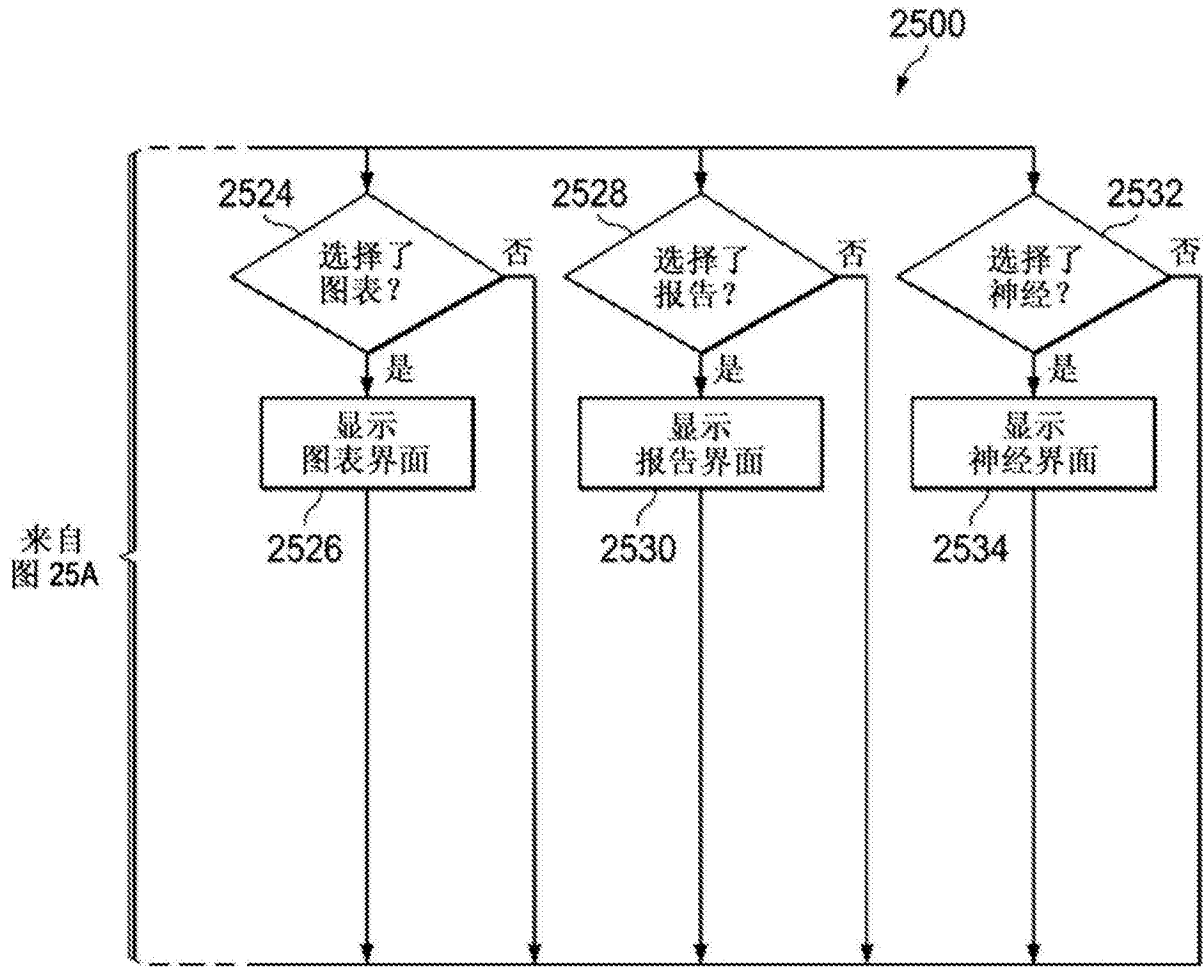 2500
2524
2528
2532
选择了
图表？
否
选择了
报告？
否
选择了
神经？
否
是
是
是
显示
图表界面
显示
报告界面
显示
神经界面
2526
2530
2534
来自
图 25A